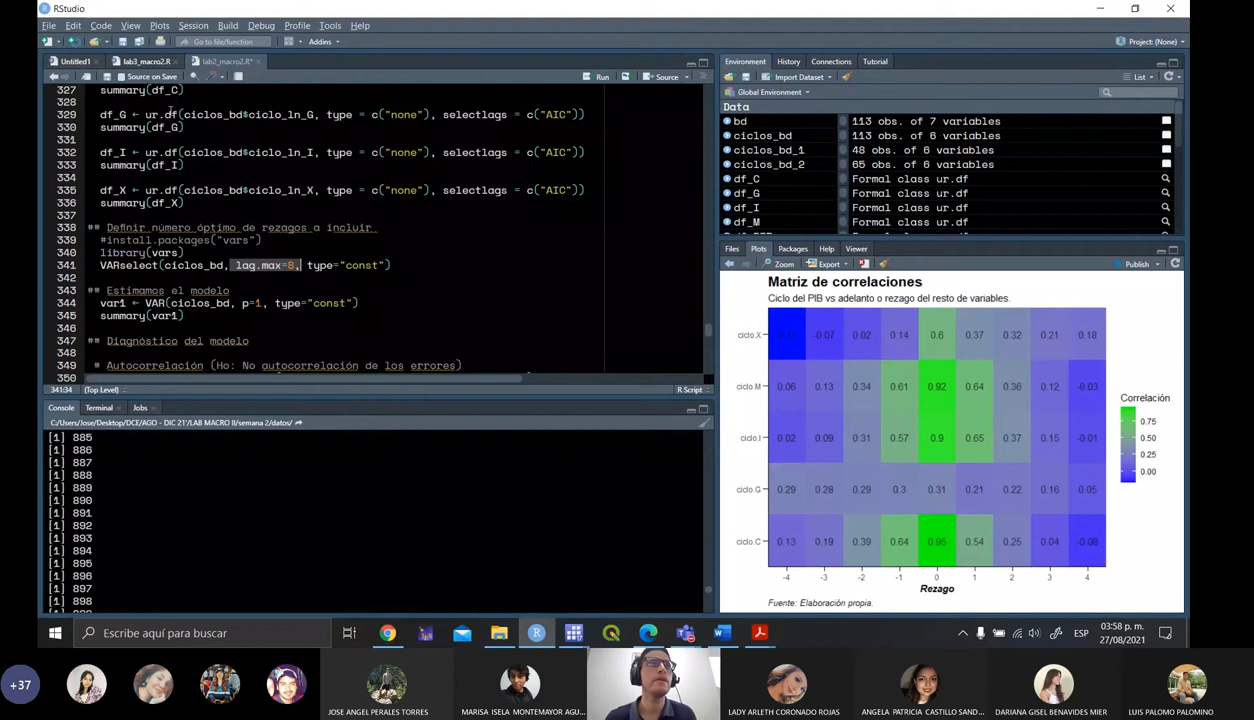 RStudio
File Edit Code View Plots Session Build Debug Profile Tools Help
Go to file/function Addins Project: (None)
Untitled1 lab3_macro2.R lab2_macro2.R*
Source on Save Run Source
327 summary(df_C)
328
329 df_G ← ur.df(ciclos_bd$ciclo_ln_G, type = c("none"), selectlags = c("AIC"))
330 summary(df_G)
331
332 df_I ← ur.df(ciclos_bd$ciclo_ln_I, type = c("none"), selectlags = c("AIC"))
333 summary(df_I)
334
335 df_X ← ur.df(ciclos_bd$ciclo_ln_X, type = c("none"), selectlags = c("AIC"))
336 summary(df_X)
337
338 ## Definir número óptimo de rezagos a incluir
339 #install.packages("vars")
340 library(vars)
341 VARselect(ciclos_bd, lag.max=8, type="const")
342
343 ## Estimamos el modelo
344 var1 ← VAR(ciclos_bd, p=1, type="const")
345 summary(var1)
346
347 ## Diagnóstico del modelo
348
349 # Autocorrelación (Ho: No autocorrelación de los errores)
350
341:34 (Top Level) R Script
Console Terminal Jobs
C:/Users/Jose/Desktop/DCE/AGO - DIC 21'/LAB MACRO II/semana 2/datos/
[1] 885
[1] 886
[1] 887
[1] 888
[1] 889
[1] 890
[1] 891
[1] 892
[1] 893
[1] 894
[1] 895
[1] 896
[1] 897
[1] 898
Environment History Connections Tutorial
Import Dataset List
Global Environment
Data
bd 113 obs. of 7 variables
ciclos_bd 113 obs. of 6 variables
ciclos_bd_1 48 obs. of 6 variables
ciclos_bd_2 65 obs. of 6 variables
df_C Formal class ur.df
df_G Formal class ur.df
df_I Formal class ur.df
df_M Formal class ur.df
Files Plots Packages Help Viewer
Zoom Export Publish
Matriz de correlaciones
Ciclo del PIB vs adelanto o rezago del resto de variables.
ciclo.X -0.07 0.02 0.14 0.6 0.37 0.32 0.21 0.18
ciclo.M 0.06 0.13 0.34 0.61 0.92 0.64 0.36 0.12 -0.03
ciclo.I 0.02 0.09 0.31 0.57 0.9 0.65 0.37 0.15 -0.01
ciclo.G 0.29 0.28 0.29 0.3 0.31 0.21 0.22 0.16 0.05
ciclo.C 0.13 0.19 0.39 0.64 0.95 0.54 0.25 0.04 -0.08
-4 -3 -2 -1 0 1 2 3 4
Rezago
Fuente: Elaboración propia.
Correlación
0.75
0.50
0.25
0.00
Escribe aquí para buscar
ESP
03:58 p. m.
27/08/2021
+37
JOSE ANGEL PERALES TORRES
MARISA ISELA MONTEMAYOR AGU...
LADY ARLETH CORONADO ROJAS
ANGELA PATRICIA CASTILLO SAND...
DARIANA GISEL BENAVIDES MIER
LUIS PALOMO PALOMINO